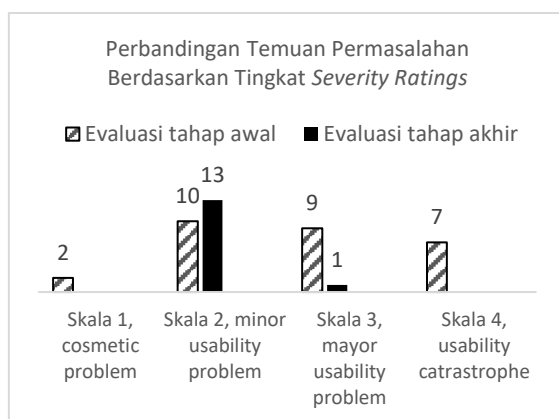 Perbandingan Temuan Permasalahan
Berdasarkan Tingkat Severity Ratings
Evaluasi tahap awal Evaluasi tahap akhir
2
10
13
9
1
7
Skala 1,
cosmetic
problem
Skala 2, minor
usability
problem
Skala 3,
mayor
usability
problem
Skala 4,
usability
catrastrophe